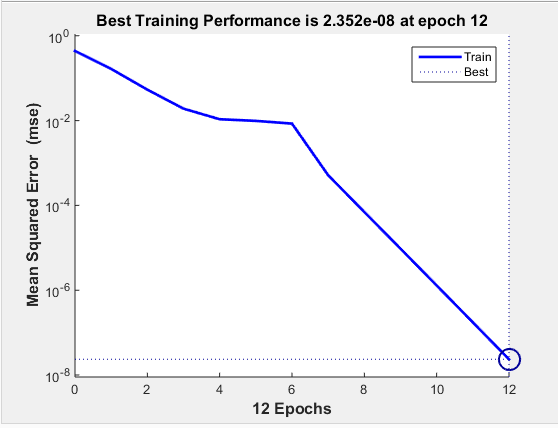 Best Training Performance is 2.352e-08 at epoch 12
Train
Best
10^0
10^-2
10^-4
10^-6
10^-8
Mean Squared Error (mse)
0 2 4 6 8 10 12
12 Epochs